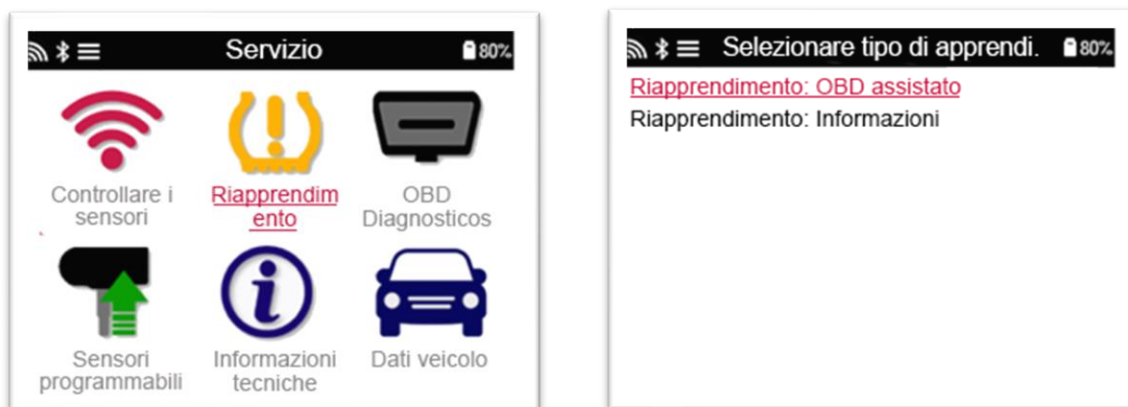 Servizio
80%
Controllare i
sensori
Riapprendim
ento
OBD
Diagnosticos
Sensori
programmabili
Informazioni
tecniche
Dati veicolo
Selezionare tipo di apprendi.
80%
Riapprendimento: OBD assistato
Riapprendimento: Informazioni